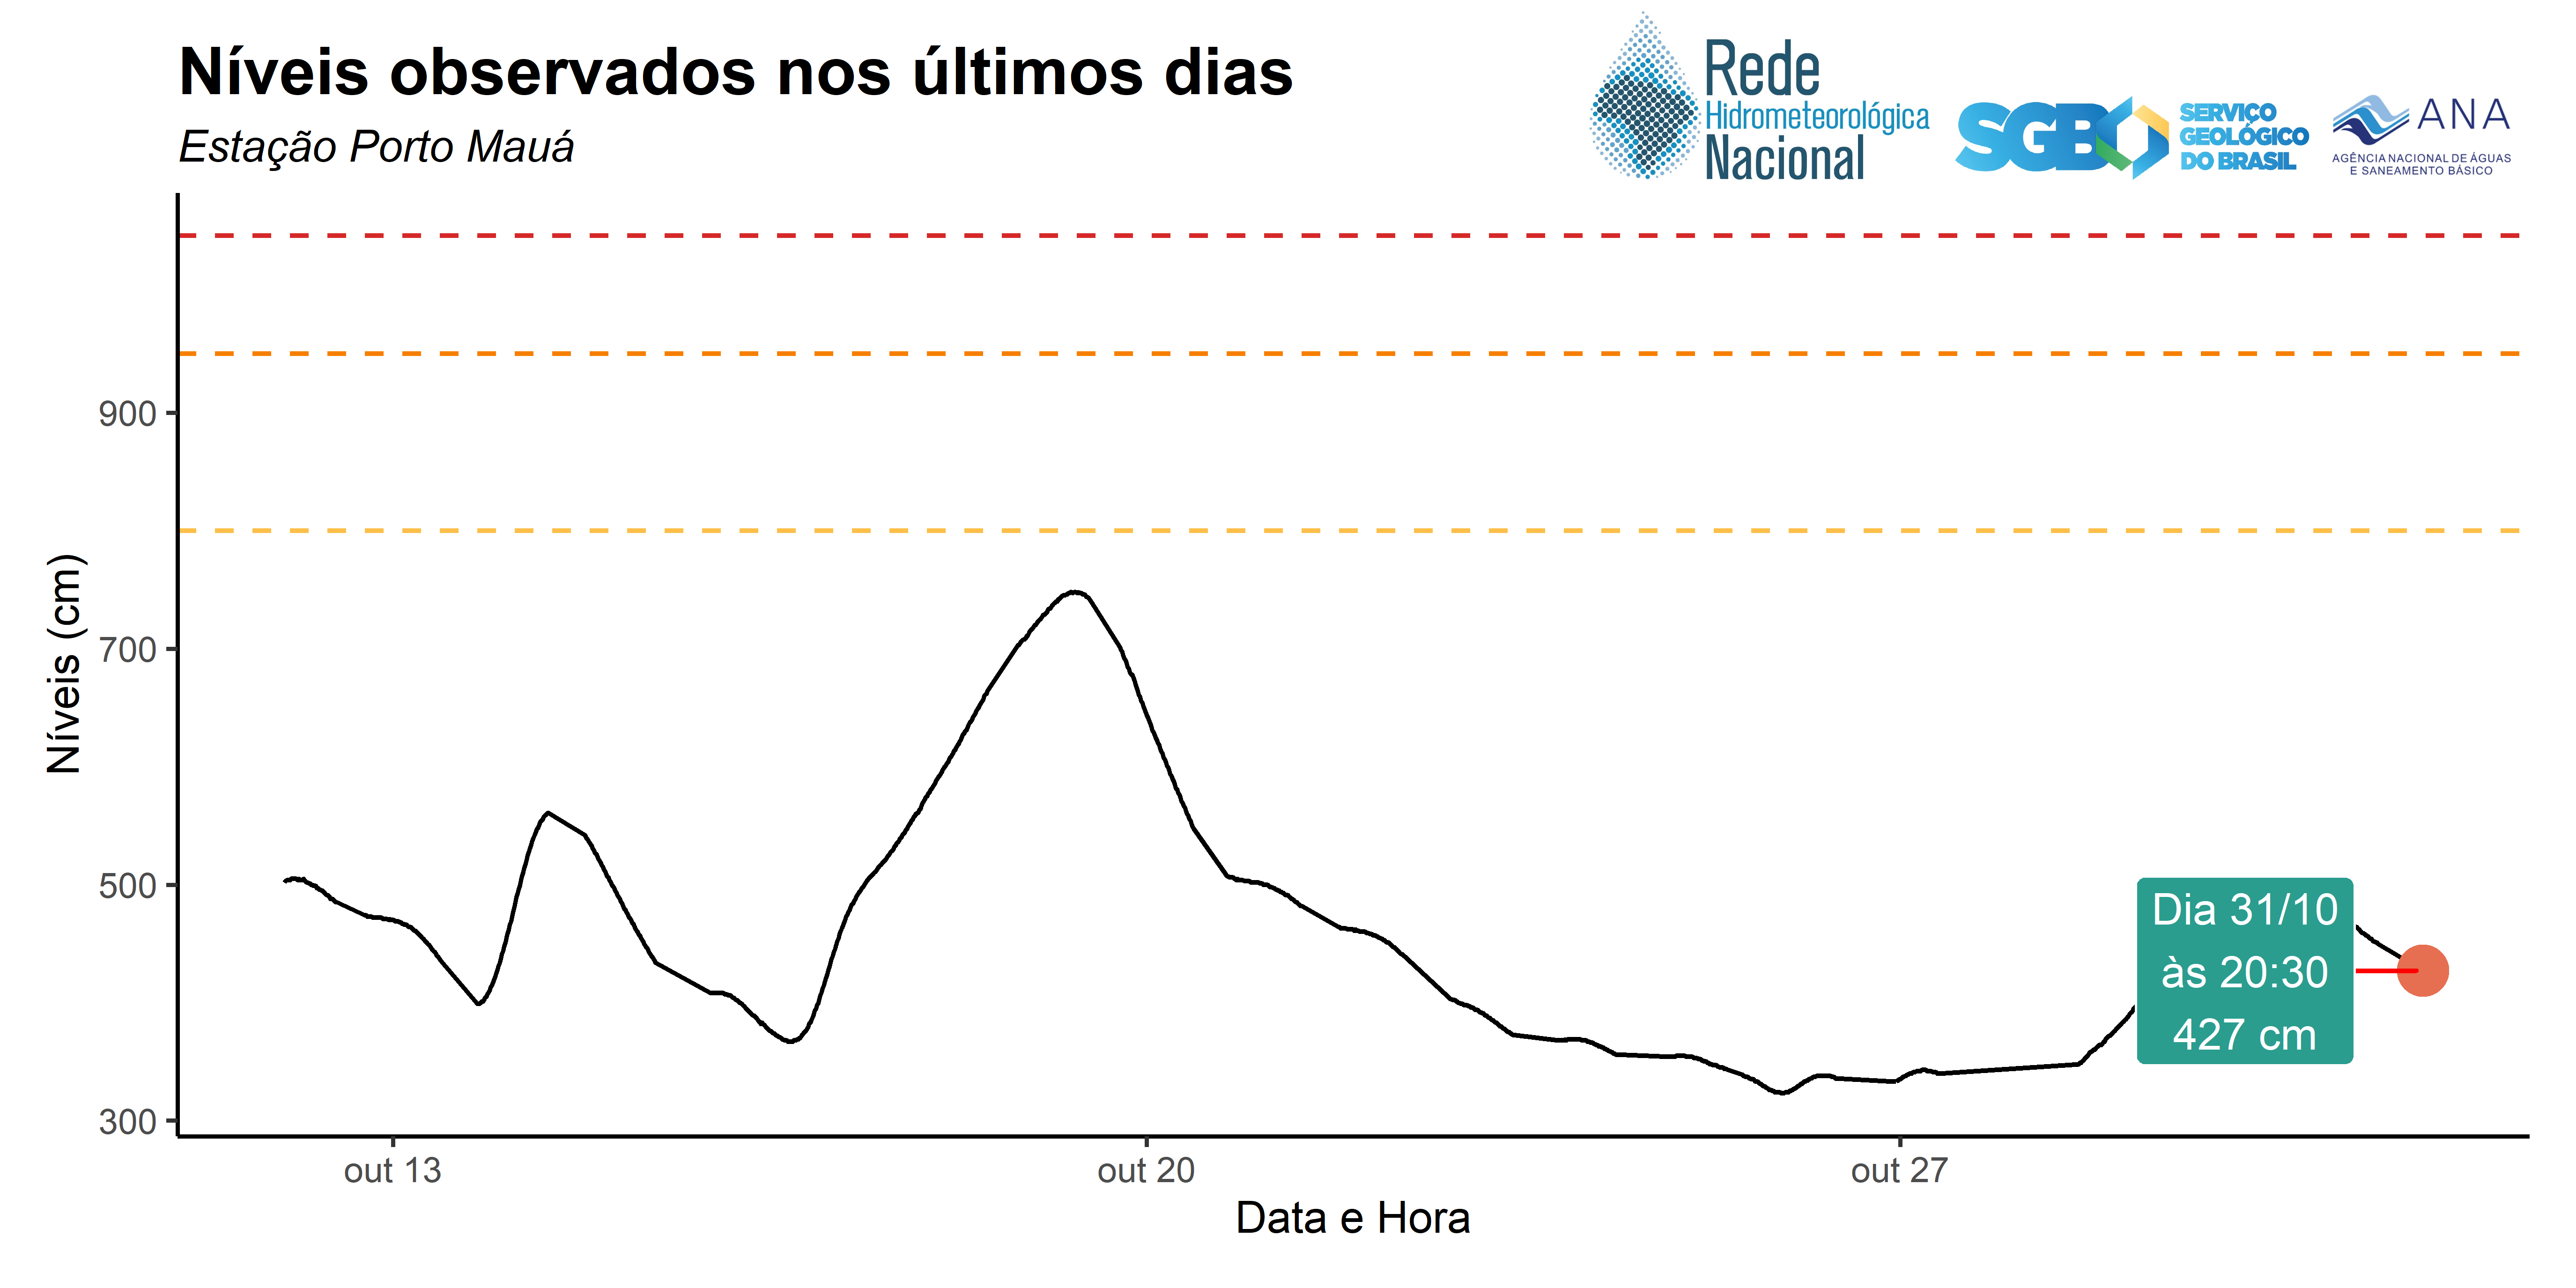 Níveis observados nos últimos dias
Estação Porto Mauá
Rede
Hidrometeorológica
Nacional
SGB
SERVIÇO
GEOLÓGICO
DO BRASIL
ANA
AGÊNCIA NACIONAL DE ÁGUAS
E SANEAMENTO BÁSICO
Níveis (cm)
900
700
500
300
Dia 31/10
às 20:30
427 cm
out 13
out 20
out 27
Data e Hora